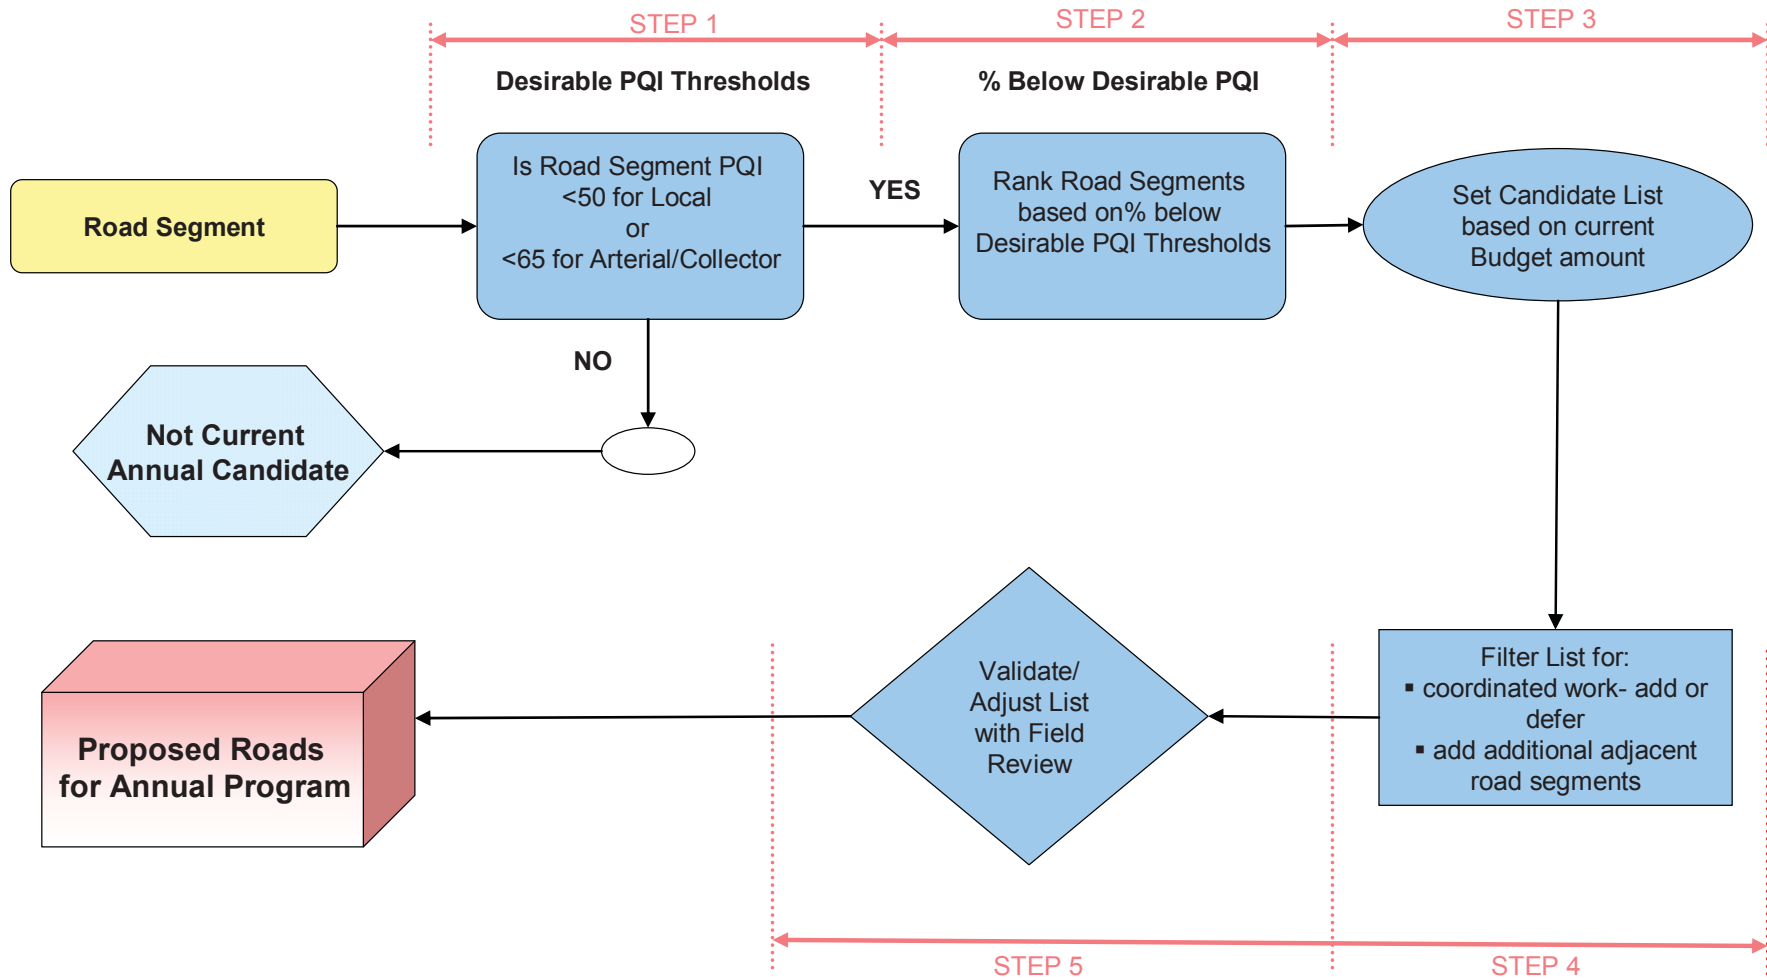 STEP 1
STEP 2
STEP 3
Desirable PQI Thresholds
% Below Desirable PQI
Road Segment
Is Road Segment PQI
<50 for Local
or
<65 for Arterial/Collector
YES
Rank Road Segments
based on% below
Desirable PQI Thresholds
Set Candidate List
based on current
Budget amount
NO
Not Current
Annual Candidate
Filter List for:
▪ coordinated work- add or
defer
▪ add additional adjacent
road segments
Validate/
Adjust List
with Field
Review
Proposed Roads
for Annual Program
STEP 5
STEP 4